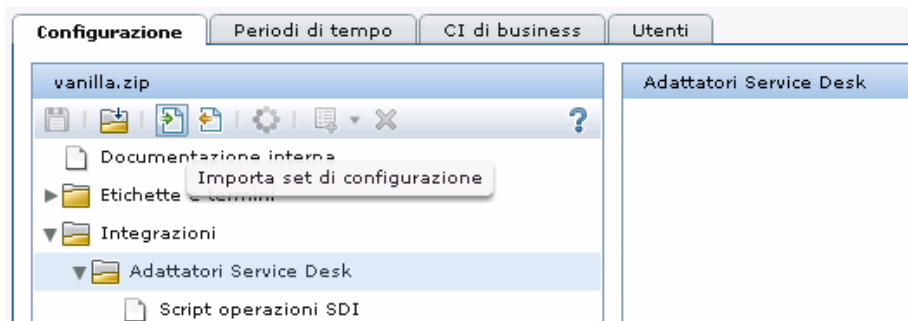 Configurazione Periodi di tempo CI di business Utenti
vanilla.zip Adattatori Service Desk
?
Documentazione interna
Importa set di configurazione
Etichette e termini
Integrazioni
Adattatori Service Desk
Script operazioni SDI